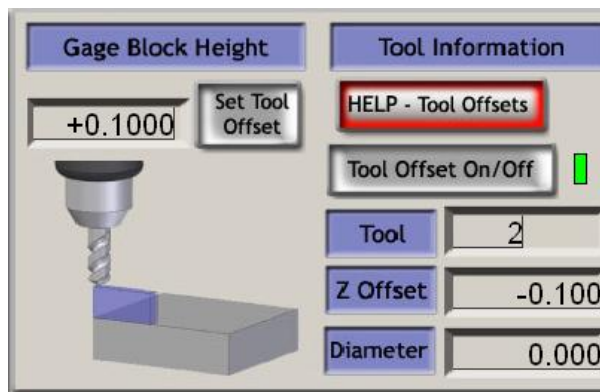 Gage Block Height
+0.1000
Set Tool
Offset
Tool Information
HELP - Tool Offsets
Tool Offset On/Off
Tool 2
Z Offset -0.100
Diameter 0.000